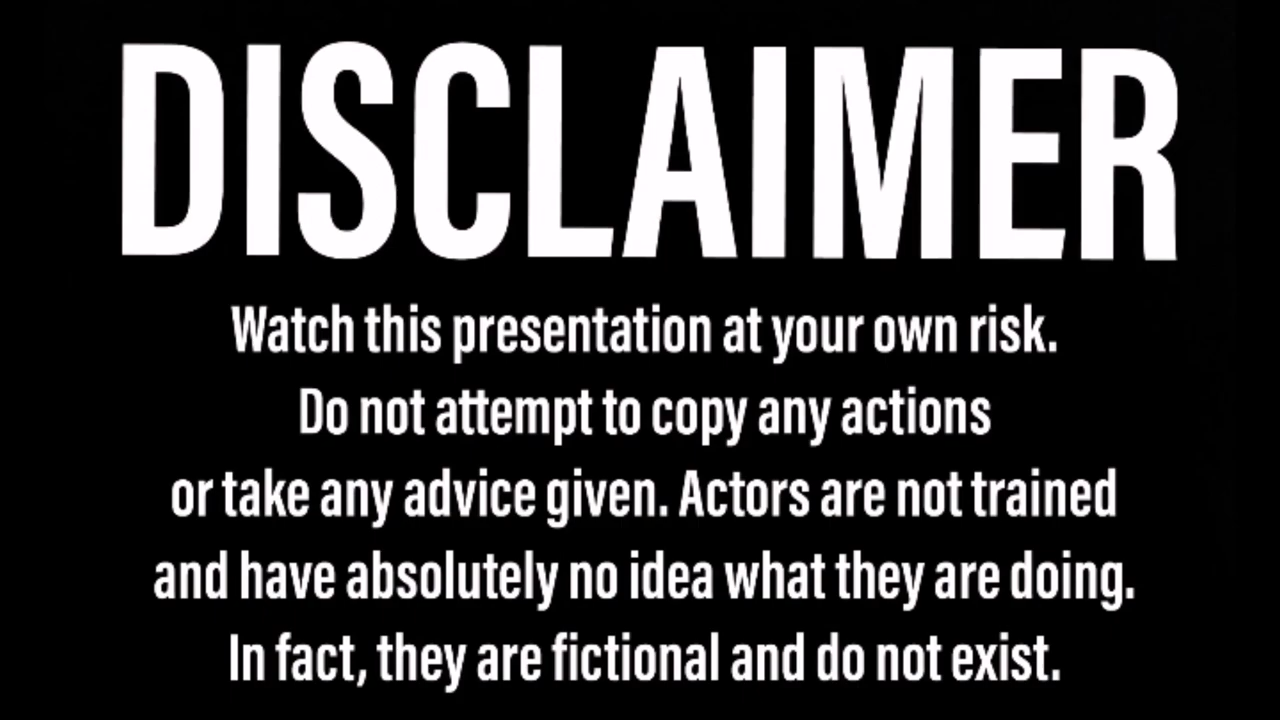 DISCLAIMER
Watch this presentation at your own risk.
Do not attempt to copy any actions
or take any advice given. Actors are not trained
and have absolutely no idea what they are doing.
In fact, they are fictional and do not exist.